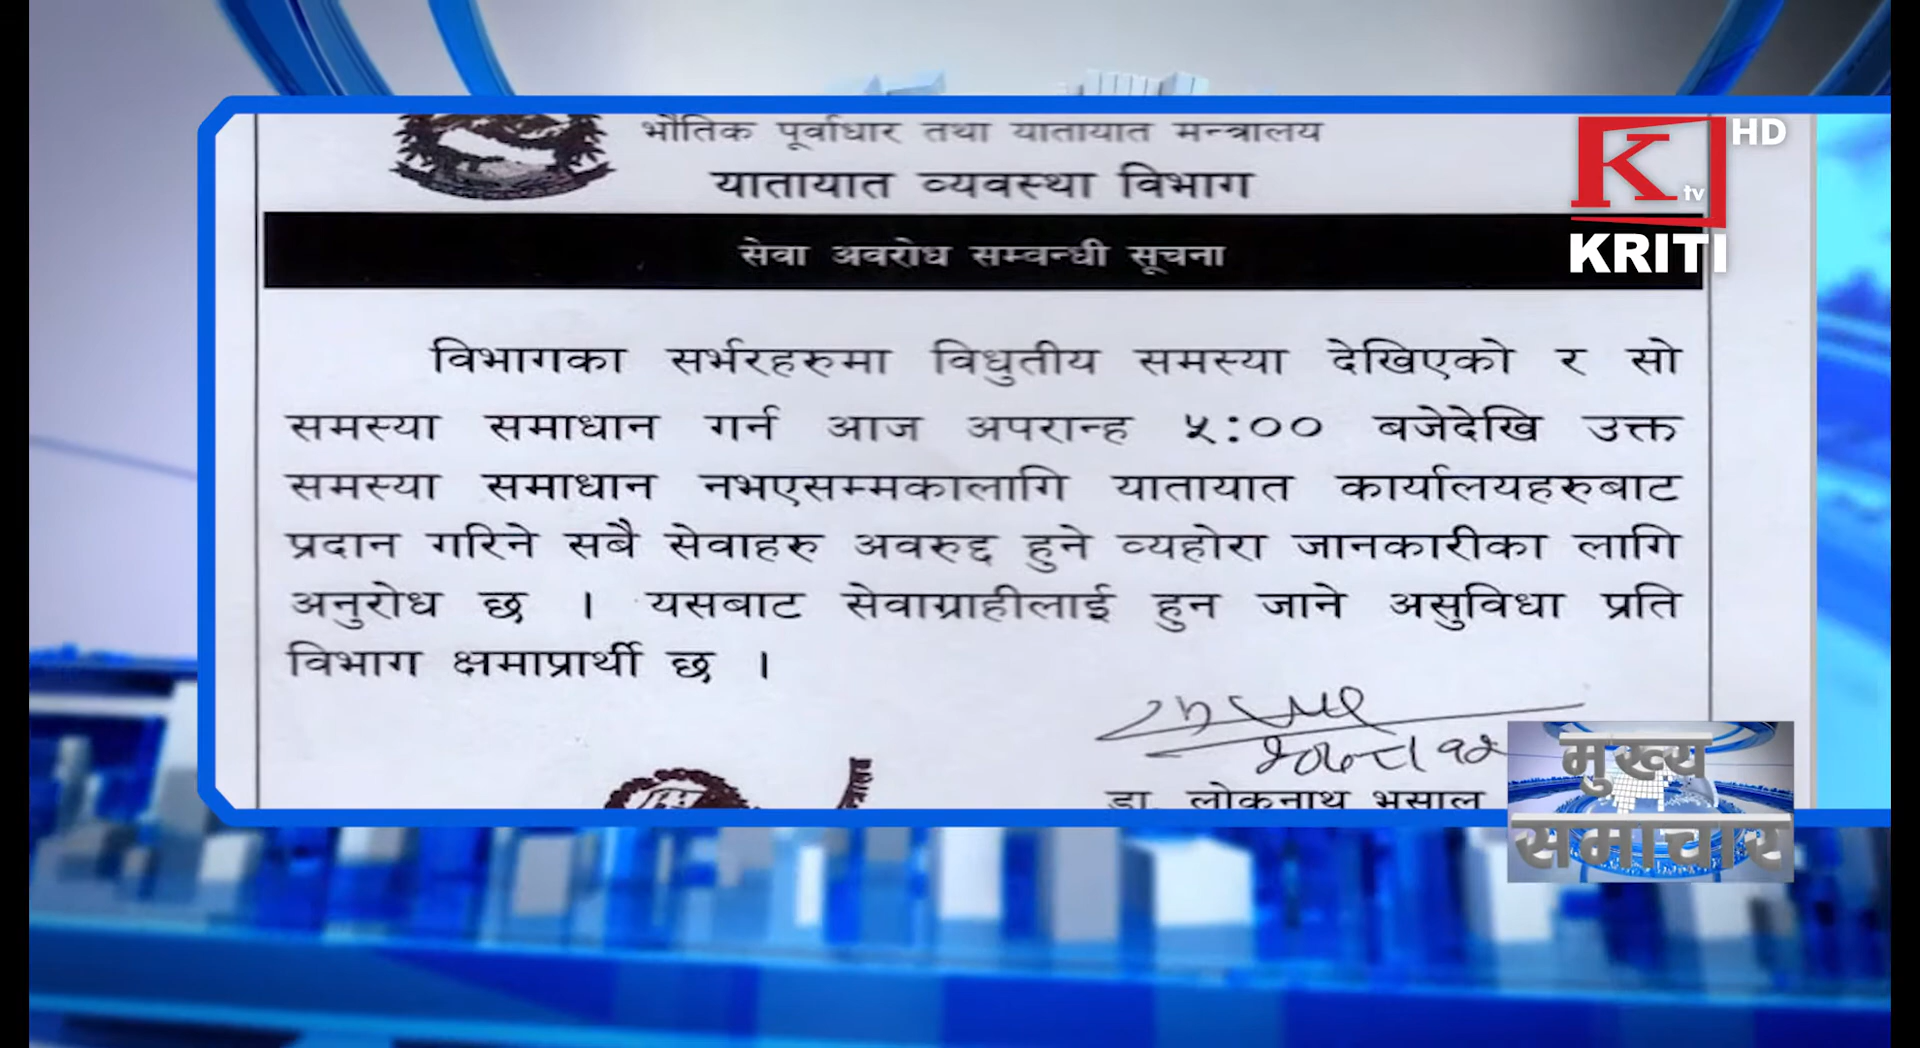 भौतिक पूर्वाधार तथा यातायात मन्त्रालय
यातायात व्यवस्था विभाग
सेवा अवरोध सम्वन्धी सूचना
विभागका सर्भरहरुमा विधुतीय समस्या देखिएको र सो
समस्या समाधान गर्न आज अपरान्ह ५:०० बजेदेखि उक्त
समस्या समाधान नभएसम्मकालागि यातायात कार्यालयहरुबाट
प्रदान गरिने सबै सेवाहरु अवरुद्द हुने व्यहोरा जानकारीका लागि
अनुरोध छ । यसबाट सेवाग्राहीलाई हुन जाने असुविधा प्रति
विभाग क्षमाप्रार्थी छ ।
डा. लोकनाथ भुसाल
K tv HD
KRITI
मुख्य
समाचार